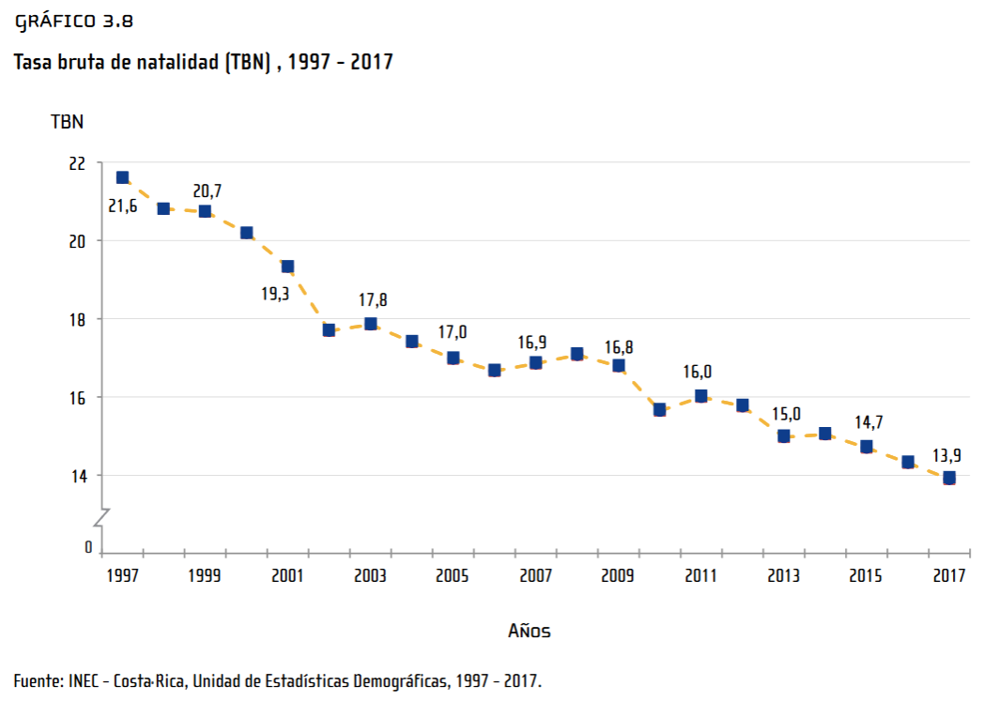 GRÁFICO 3.8
Tasa bruta de natalidad (TBN) , 1997 - 2017
TBN
22
20
18
16
14
0
21,6
20,7
19,3
17,8
17,0
16,9
16,8
16,0
15,0
14,7
13,9
1997 1999 2001 2003 2005 2007 2009 2011 2013 2015 2017
Años
Fuente: INEC - Costa Rica, Unidad de Estadísticas Demográficas, 1997 - 2017.